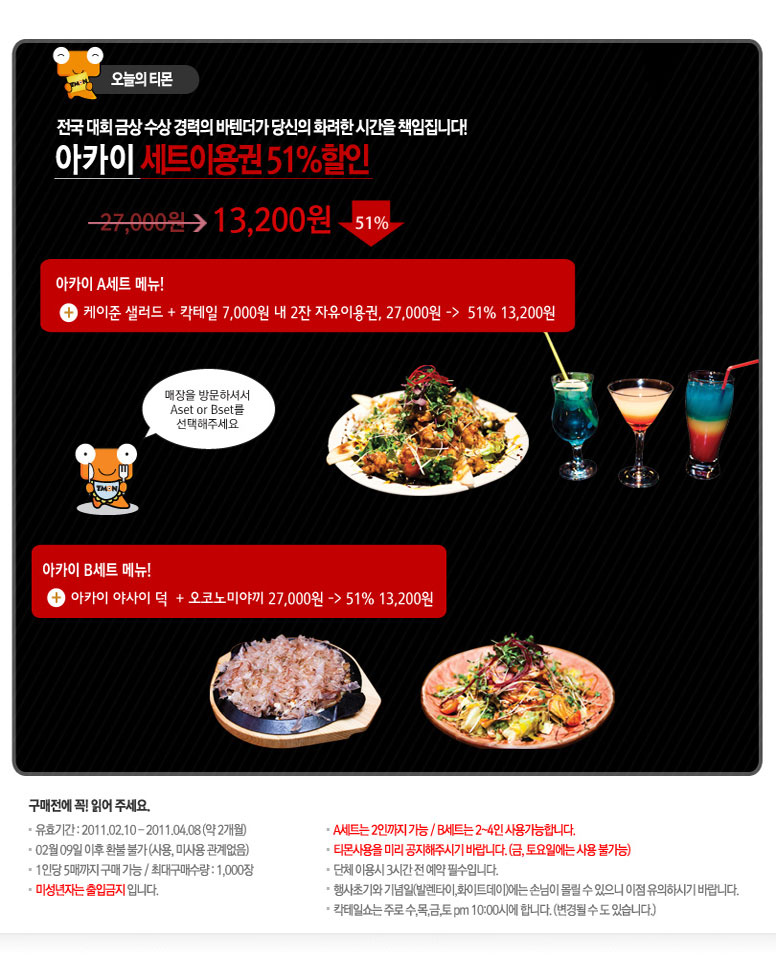 오늘의 티몬
전국 대회 금상 수상 경력의 바텐더가 당신의 화려한 시간을 책임집니다!
아카이 세트이용권 51%할인
27,000원 13,200원 51%
아카이 A세트 메뉴!
케이준 샐러드 + 칵테일 7,000원 내 2잔 자유이용권, 27,000원 -> 51% 13,200원
매장을 방문하셔서
Aset or Bset를
선택해주세요
TMON
아카이 B세트 메뉴!
아카이 야사이 덕 + 오코노미야끼 27,000원 -> 51% 13,200원
구매전에 꼭! 읽어 주세요.
유효기간 : 2011.02.10 – 2011.04.08 (약 2개월)
02월 09일 이후 환불 불가 (사용, 미사용 관계없음)
1인당 5매까지 구매 가능 / 최대구매수량 : 1,000장
미성년자는 출입금지 입니다.
A세트는 2인까지 가능 / B세트는 2~4인 사용가능합니다.
티몬사용을 미리 공지해주시기 바랍니다. (금, 토요일에는 사용 불가능)
단체 이용시 3시간 전 예약 필수입니다.
행사초기와 기념일(발렌타이,화이트데이)에는 손님이 몰릴 수 있으니 이점 유의하시기 바랍니다.
칵테일쇼는 주로 수,목,금,토 pm 10:00시에 합니다. (변경될 수 도 있습니다.)